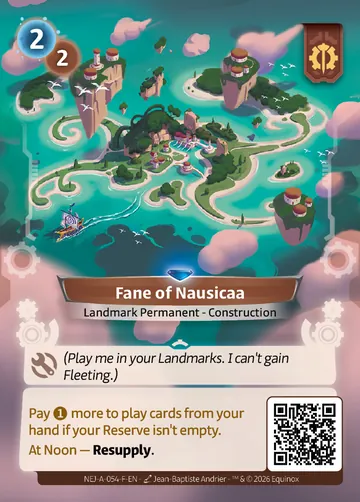 2
2
Fane of Nausicaa
Landmark Permanent - Construction
(Play me in your Landmarks. I can't gain
Fleeting.)
Pay 1 more to play cards from your
hand if your Reserve isn't empty.
At Noon — Resupply.
NEJ-A-054-F-EN - Jean-Baptiste Andrier - ™ & © 2026 Equinox